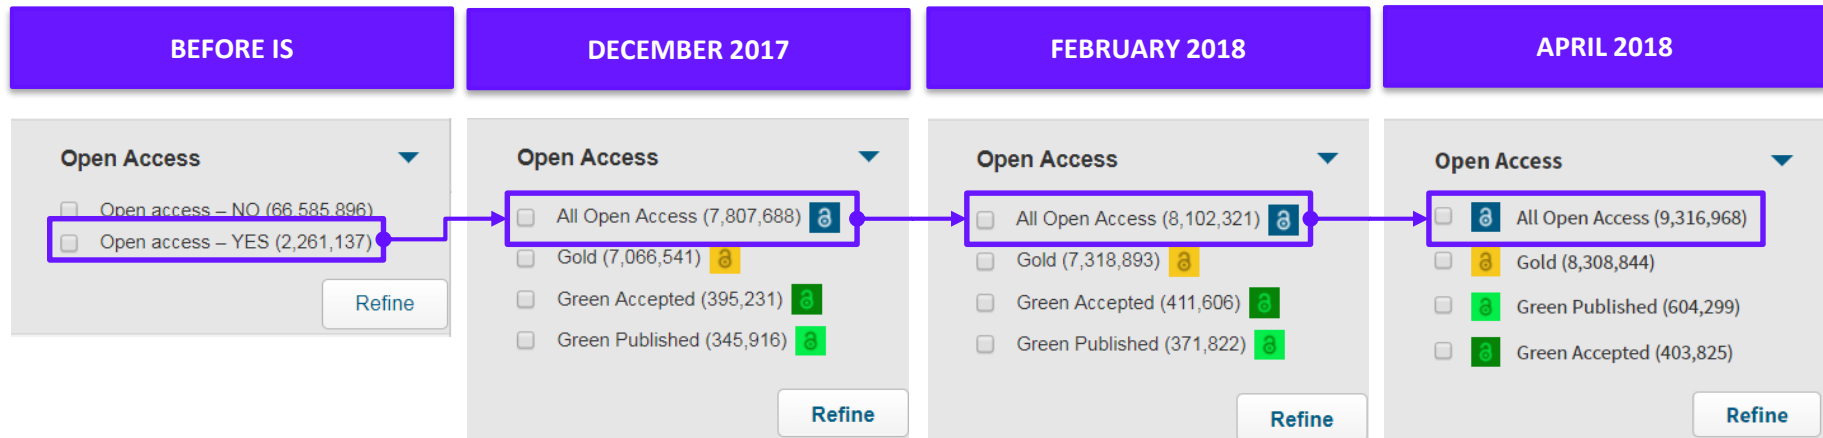 BEFORE IS
Open Access
Open access – NO (66,585,896)
Open access – YES (2,261,137)
Refine
DECEMBER 2017
Open Access
All Open Access (7,807,688)
Gold (7,066,541)
Green Accepted (395,231)
Green Published (345,916)
Refine
FEBRUARY 2018
Open Access
All Open Access (8,102,321)
Gold (7,318,893)
Green Accepted (411,606)
Green Published (371,822)
Refine
APRIL 2018
Open Access
All Open Access (9,316,968)
Gold (8,308,844)
Green Published (604,299)
Green Accepted (403,825)
Refine